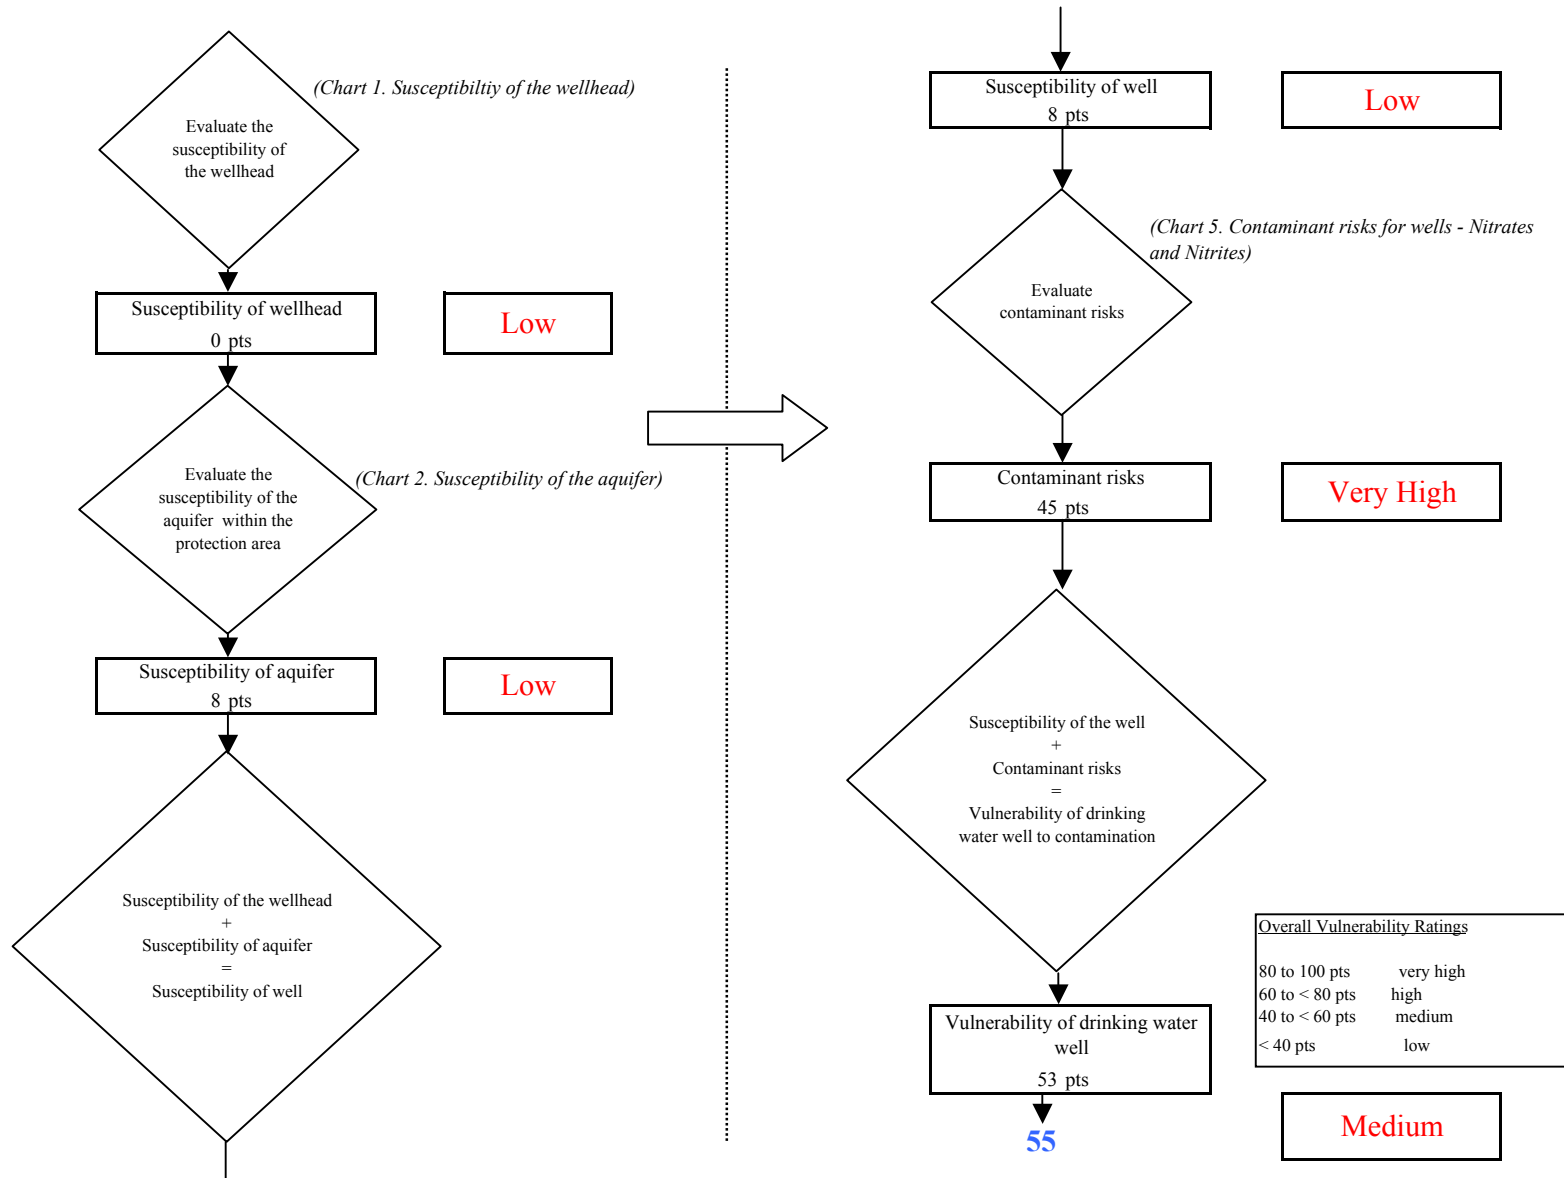 (Chart 1. Susceptibiltiy of the wellhead)
Evaluate the
susceptibility of
the wellhead
Susceptibility of wellhead
0 pts
Low
Evaluate the
susceptibility of the
aquifer within the
protection area
(Chart 2. Susceptibility of the aquifer)
Susceptibility of aquifer
8 pts
Low
Susceptibility of the wellhead
+
Susceptibility of aquifer
=
Susceptibility of well
Susceptibility of well
8 pts
Low
(Chart 5. Contaminant risks for wells - Nitrates
and Nitrites)
Evaluate
contaminant risks
Contaminant risks
45 pts
Very High
Susceptibility of the well
+
Contaminant risks
=
Vulnerability of drinking
water well to contamination
Overall Vulnerability Ratings
80 to 100 pts very high
60 to < 80 pts high
40 to < 60 pts medium
< 40 pts low
Vulnerability of drinking water
well
53 pts
55
Medium